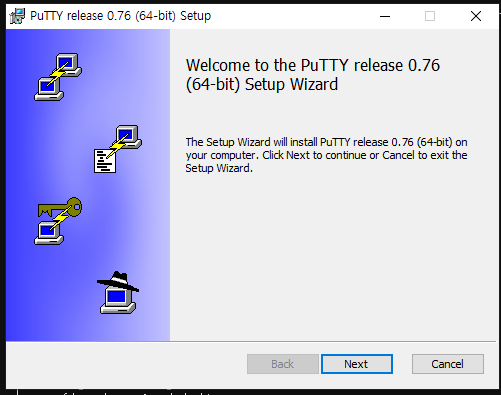 PuTTY release 0.76 (64-bit) Setup
Welcome to the PuTTY release 0.76
(64-bit) Setup Wizard
The Setup Wizard will install PuTTY release 0.76 (64-bit) on
your computer. Click Next to continue or Cancel to exit the
Setup Wizard.
Back
Next
Cancel